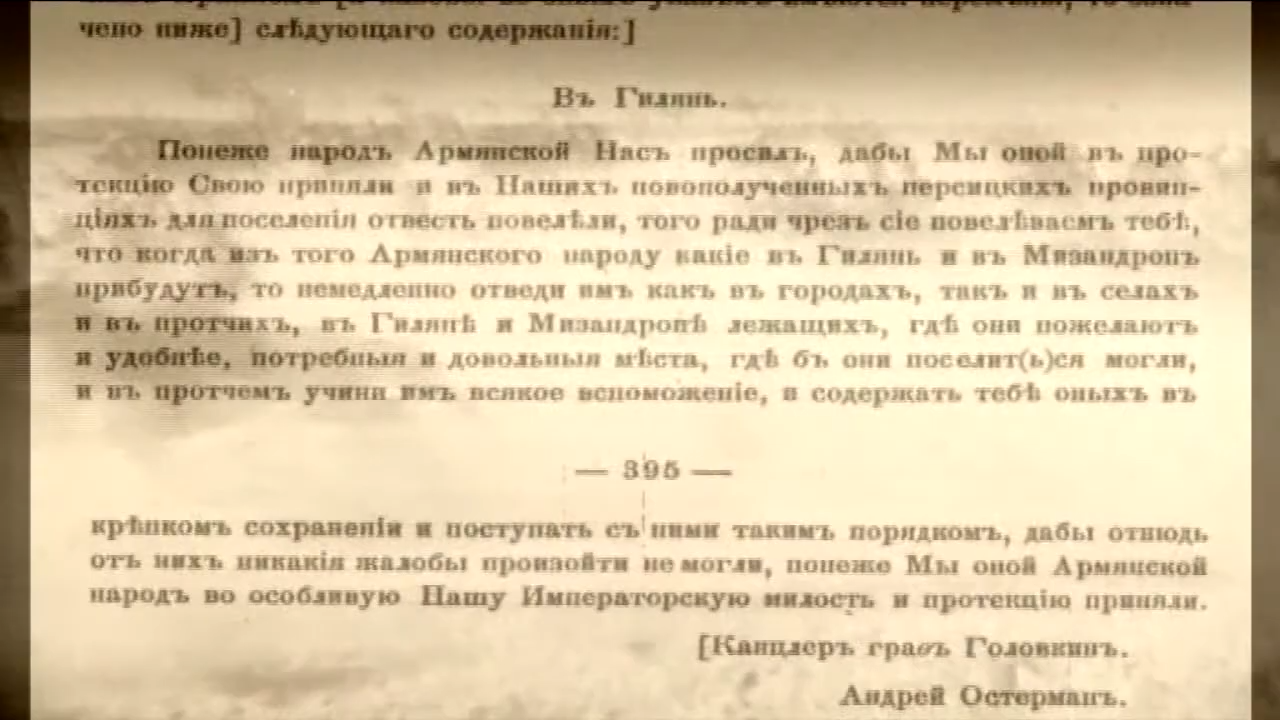 чено ниже] слѣдующаго содержанія:]
Въ Гилянь.
Понеже народъ Армянской Насъ просилъ, дабы Мы оной въ про-
текцію Свою приняли и въ Нашихъ новополученныхъ персицкихъ провин-
ціяхъ для поселенія отвесть повелѣли, того ради чрезъ сіе повелѣваемъ тебѣ,
что когда изъ того Армянского народу какіе въ Гилянь и въ Мизандронъ
прибудутъ, то немедленно отведи имъ какъ въ городахъ, такъ и въ селахъ
и въ протчихъ, въ Гилянѣ и Мизандронѣ лежащихъ, гдѣ они пожелаютъ
и удобнѣе, потребныя и довольныя мѣста, гдѣ бъ они поселит(ь)ся могли,
и въ протчемъ учини имъ всякое вспоможеніе, и содержать тебѣ оныхъ въ
— 395 —
крѣпкомъ сохраненіи и поступать съ ними такимъ порядкомъ, дабы отнюдь
отъ нихъ никакія жалобы произойти не могли, понеже Мы оной Армянской
народъ во особливую Нашу Императорскую милость и протекцію приняли.
[Канцлеръ графъ Головкинъ.
Андрей Остерманъ.